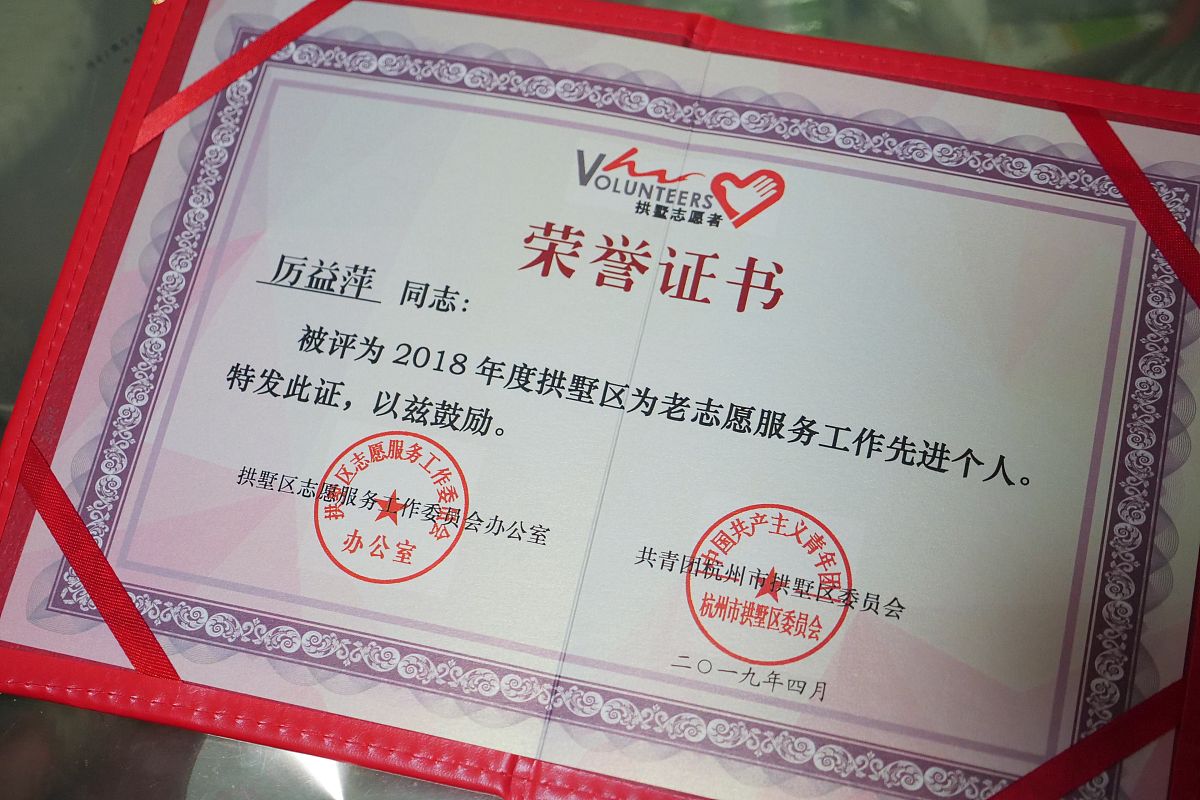 VOLUNTEERS
拱墅志愿者
荣誉证书
厉益萍 同志：
被评为 2018 年度拱墅区为老志愿服务工作先进个人。
特发此证，以兹鼓励。
拱墅区志愿服务工作委员会办公室
拱墅区志愿服务工作委员会
办公室
共青团杭州市拱墅区委员会
中国共产主义青年团
杭州市拱墅区委员会
二〇一九年四月